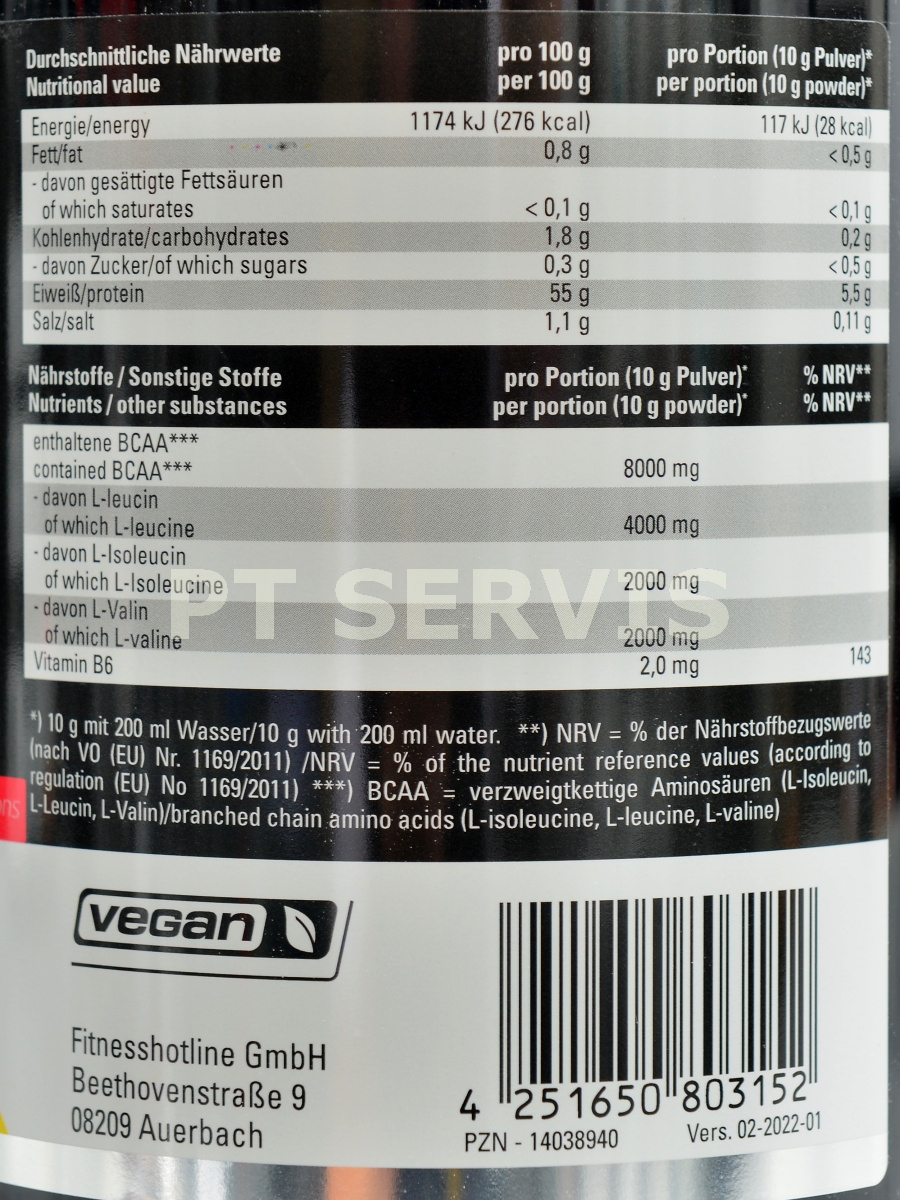 Durchschnittliche Nährwerte pro 100 g pro Portion (10 g Pulver)*
Nutritional value per 100 g per portion (10 g powder)*
Energie/energy 1174 kJ (276 kcal) 117 kJ (28 kcal)
Fett/fat 0,8 g <0,5 g
- davon gesättigte Fettsäuren
of which saturates < 0,1 g <0,1 g
Kohlenhydrate/carbohydrates 1,8 g 0,2 g
- davon Zucker/of which sugars 0,3 g <0,5 g
Eiweiß/protein 55 g 5,5 g
Salz/salt 1,1 g 0,11 g
Nährstoffe / Sonstige Stoffe pro Portion (10 g Pulver)* % NRV**
Nutrients / other substances per portion (10 g powder)* % NRV**
enthaltene BCAA***
contained BCAA*** 8000 mg
- davon L-leucin
of which L-leucine 4000 mg
- davon L-Isoleucin
of which L-Isoleucine 2000 mg
PT SERVIS
- davon L-Valin
of which L-valine 2000 mg
Vitamin B6 2,0 mg 143
*) 10 g mit 200 ml Wasser/10 g with 200 ml water. **) NRV = % der Nährstoffbezugswerte
(nach VO (EU) Nr. 1169/2011) /NRV = % of the nutrient reference values (according to
regulation (EU) No 1169/2011) ***) BCAA = verzweigtkettige Aminosäuren (L-Isoleucin,
L-Leucin, L-Valin)/branched chain amino acids (L-isoleucine, L-leucine, L-valine)
vegan
Fitnesshotline GmbH
Beethovenstraße 9
08209 Auerbach
4 251650 803152
PZN - 14038940 Vers. 02-2022-01